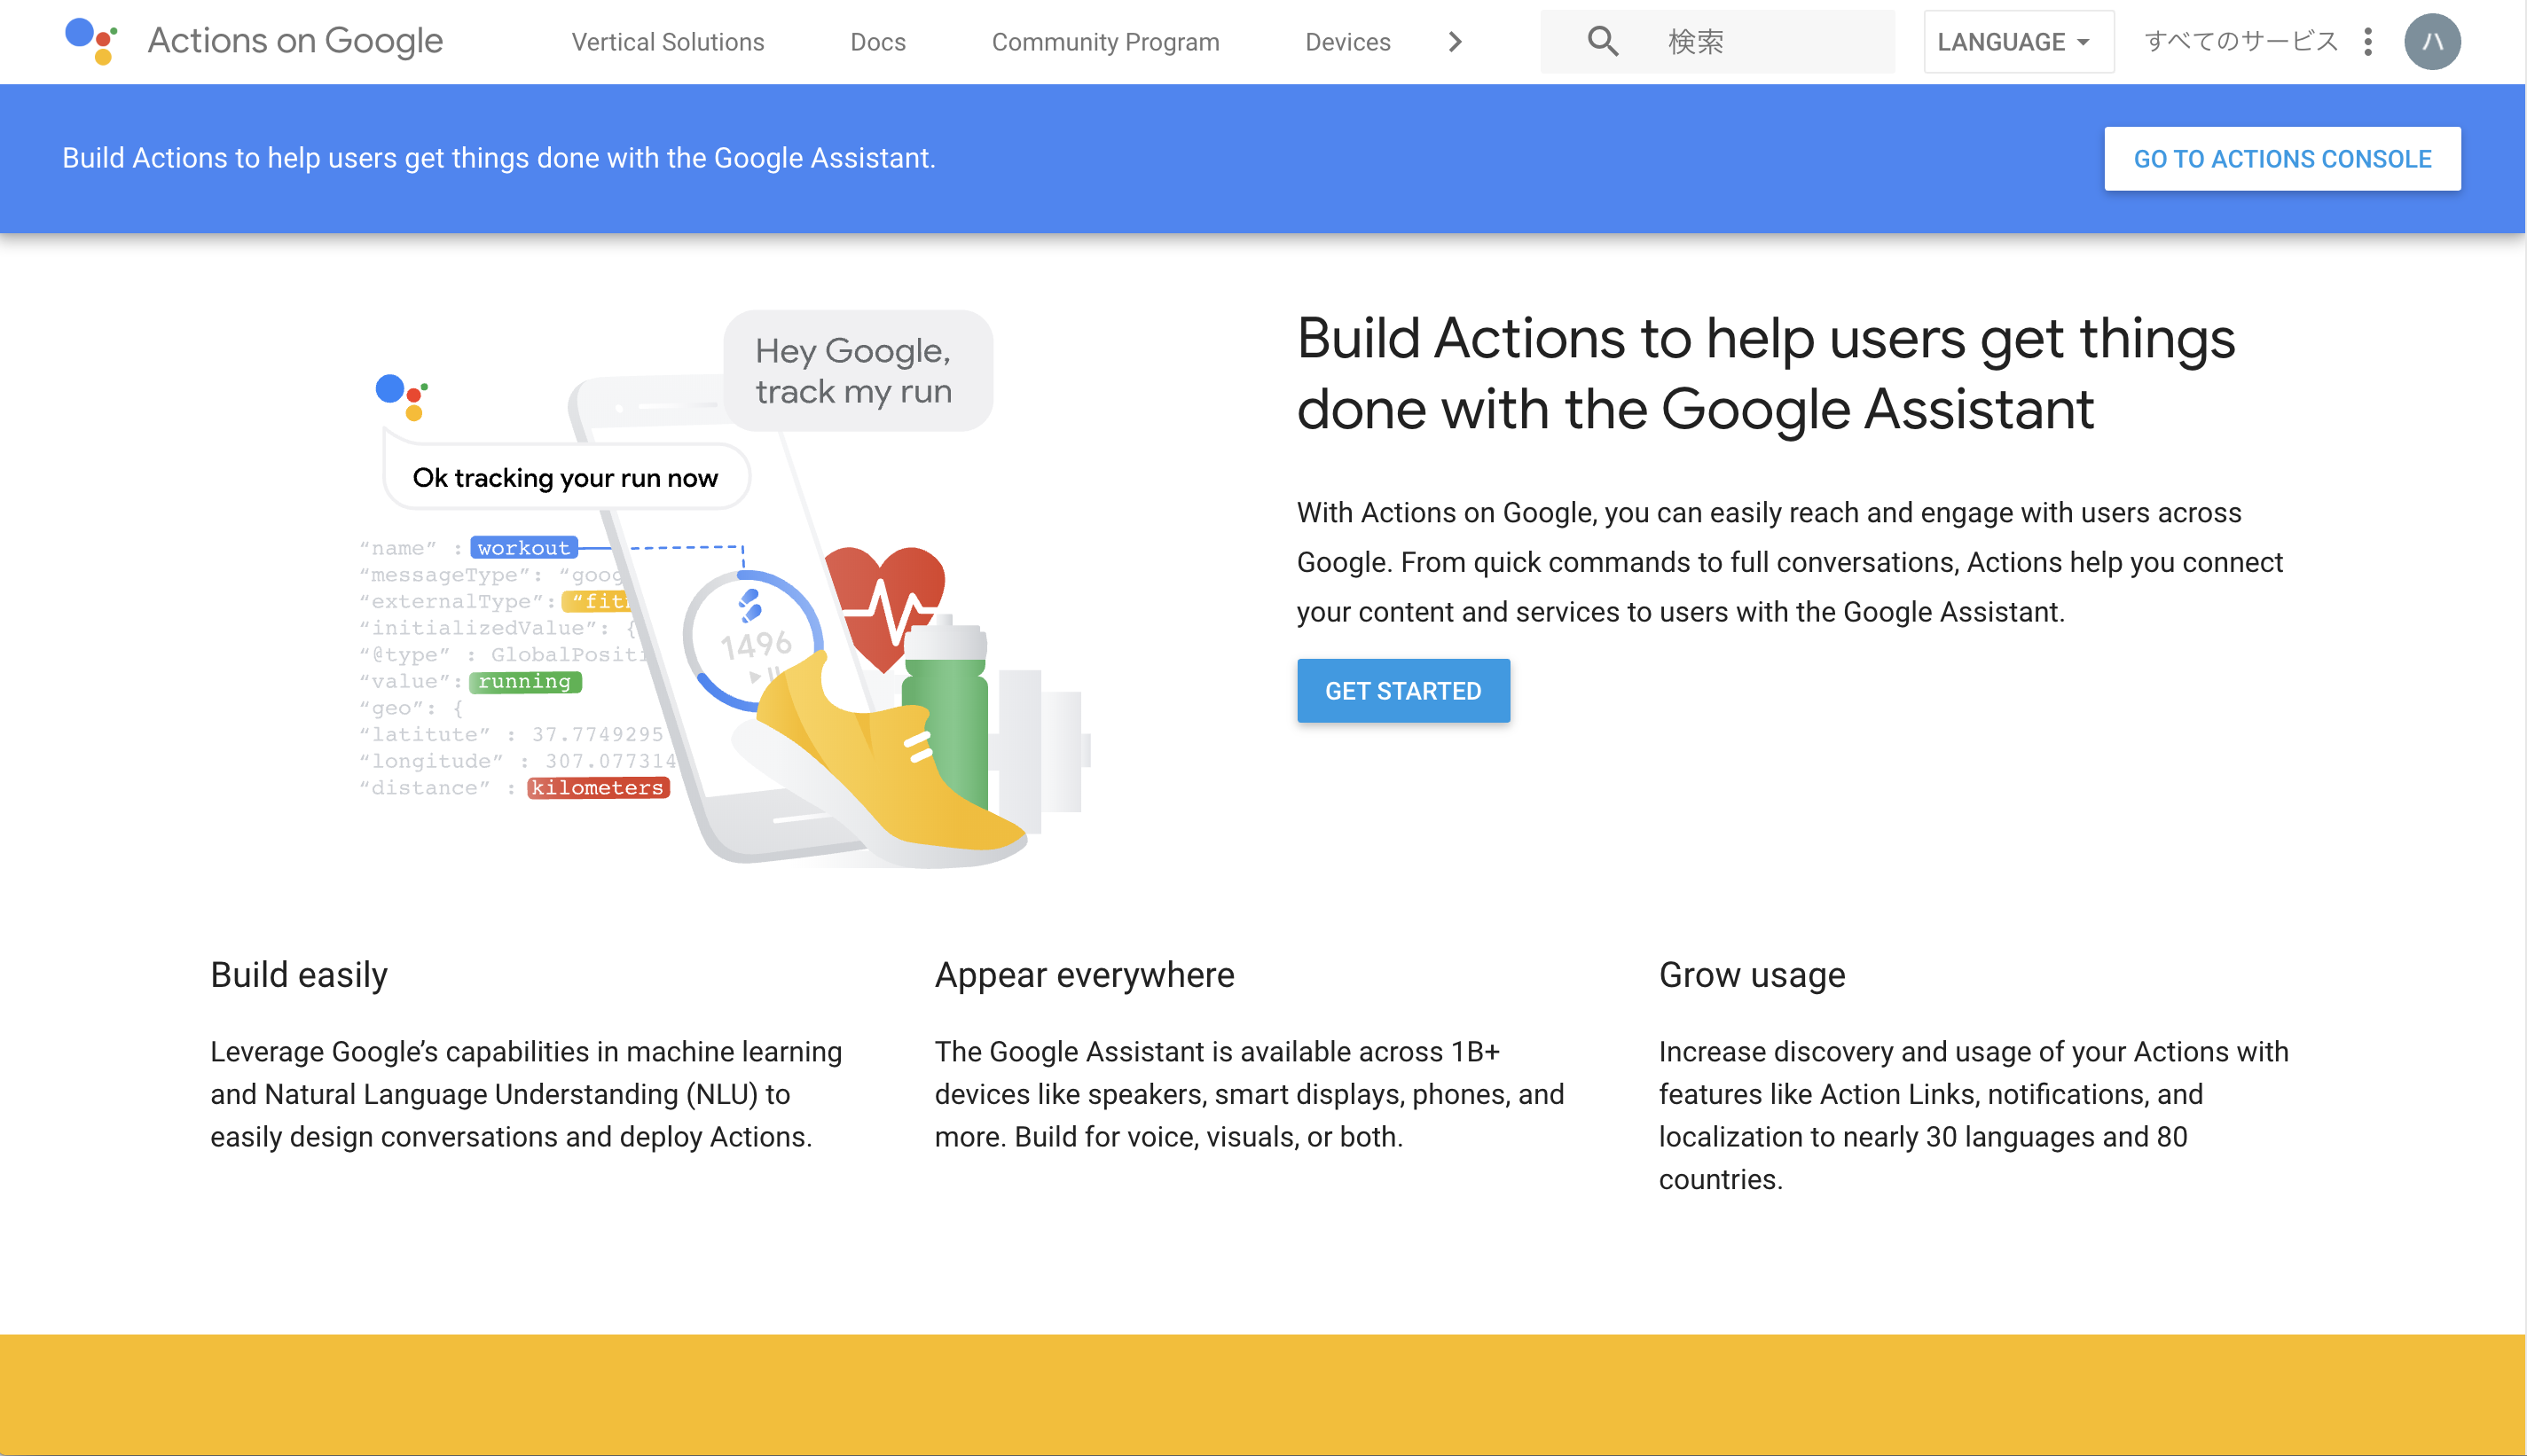 Actions on Google
Vertical Solutions
Docs
Community Program
Devices
検索
LANGUAGE
すべてのサービス
ハ
Build Actions to help users get things done with the Google Assistant.
GO TO ACTIONS CONSOLE
Hey Google,
track my run
Ok tracking your run now
“name” : workout
“messageType”: “goog
“externalType”: “fit
“initializedValue”: {
“@type” : GlobalPositi
“value”: running
“geo”: {
“latitute” : 37.7749295
“longitude” : 307.077314
“distance” : kilometers
1496
Build Actions to help users get things
done with the Google Assistant
With Actions on Google, you can easily reach and engage with users across
Google. From quick commands to full conversations, Actions help you connect
your content and services to users with the Google Assistant.
GET STARTED
Build easily
Leverage Google’s capabilities in machine learning
and Natural Language Understanding (NLU) to
easily design conversations and deploy Actions.
Appear everywhere
The Google Assistant is available across 1B+
devices like speakers, smart displays, phones, and
more. Build for voice, visuals, or both.
Grow usage
Increase discovery and usage of your Actions with
features like Action Links, notifications, and
localization to nearly 30 languages and 80
countries.